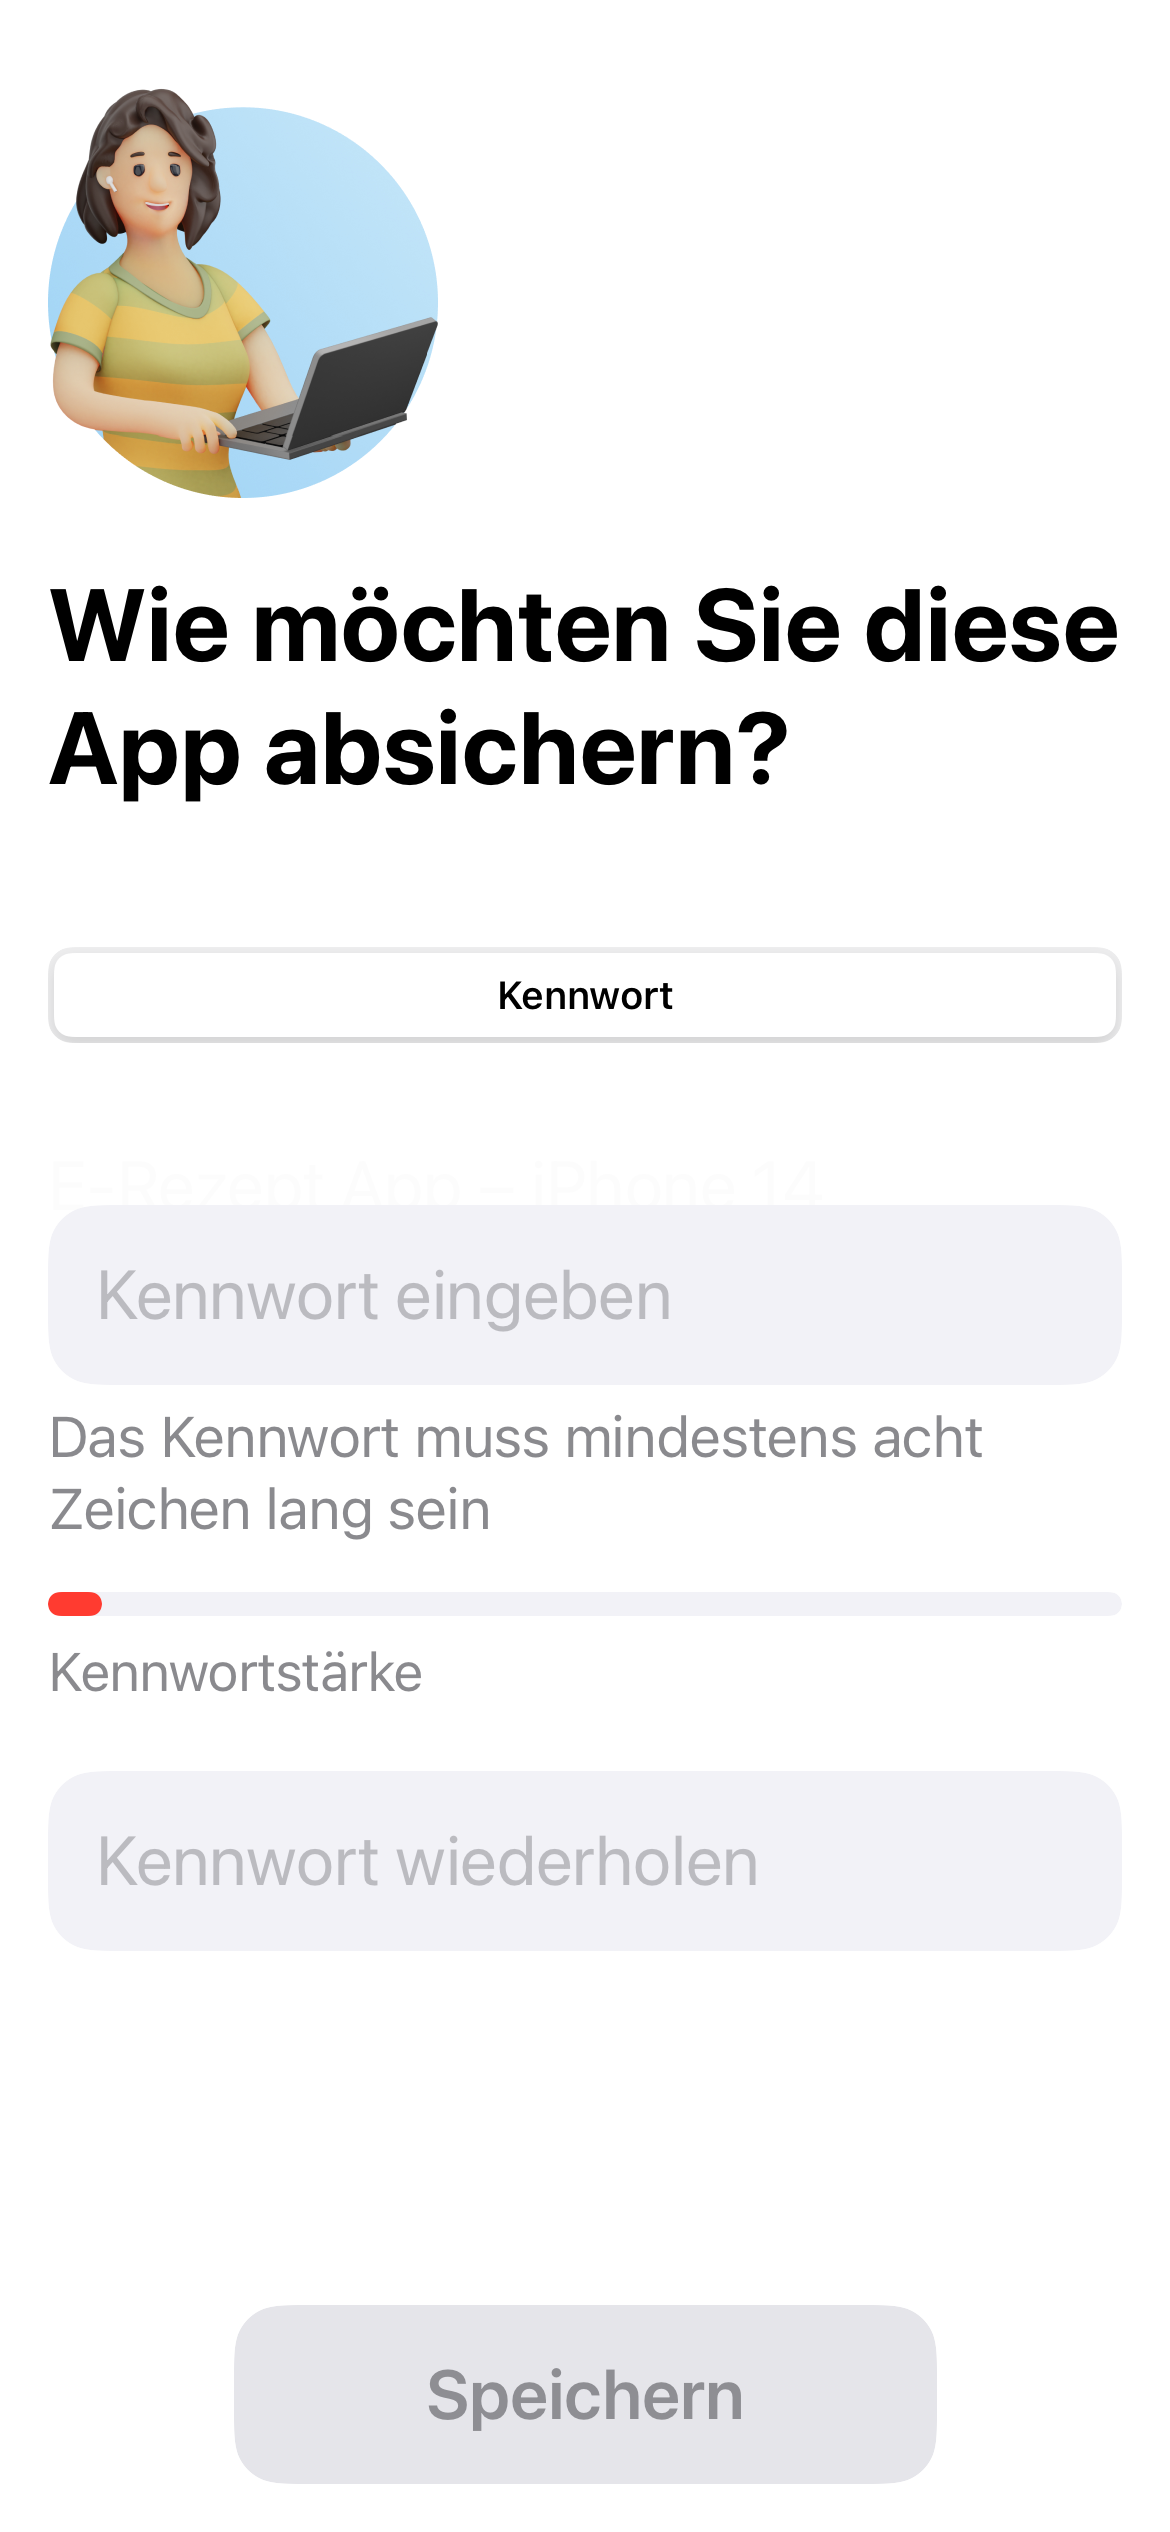 Wie möchten Sie diese
App absichern?
Kennwort
E-Rezept App – iPhone 14
Kennwort eingeben
Das Kennwort muss mindestens acht
Zeichen lang sein
Kennwortstärke
Kennwort wiederholen
Speichern